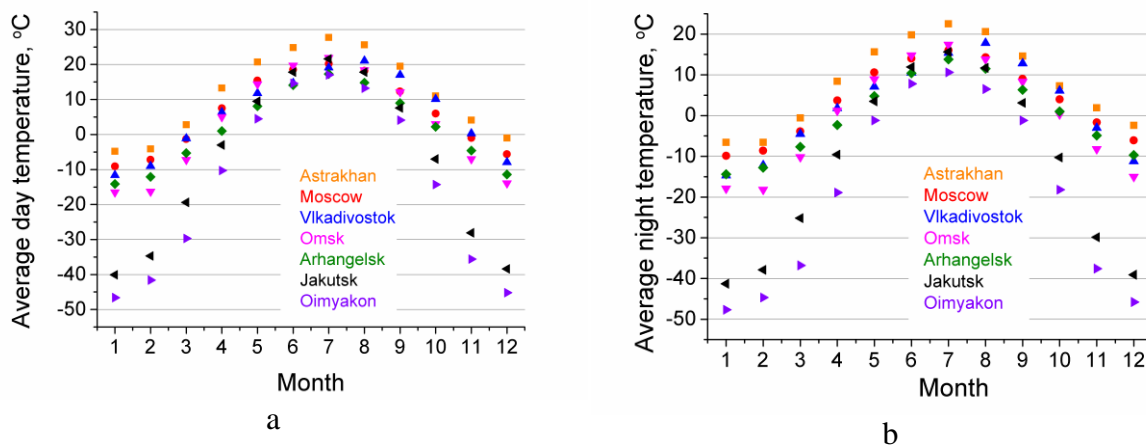 Average day temperature, °C
30
20
10
0
-10
-20
-30
-40
-50
Astrakhan
Moscow
Vlkadivostok
Omsk
Arhangelsk
Jakutsk
Oimyakon
1 2 3 4 5 6 7 8 9 10 11 12
Month
a
Average night temperature, °C
20
10
0
-10
-20
-30
-40
-50
Astrakhan
Moscow
Vlkadivostok
Omsk
Arhangelsk
Jakutsk
Oimyakon
1 2 3 4 5 6 7 8 9 10 11 12
Month
b